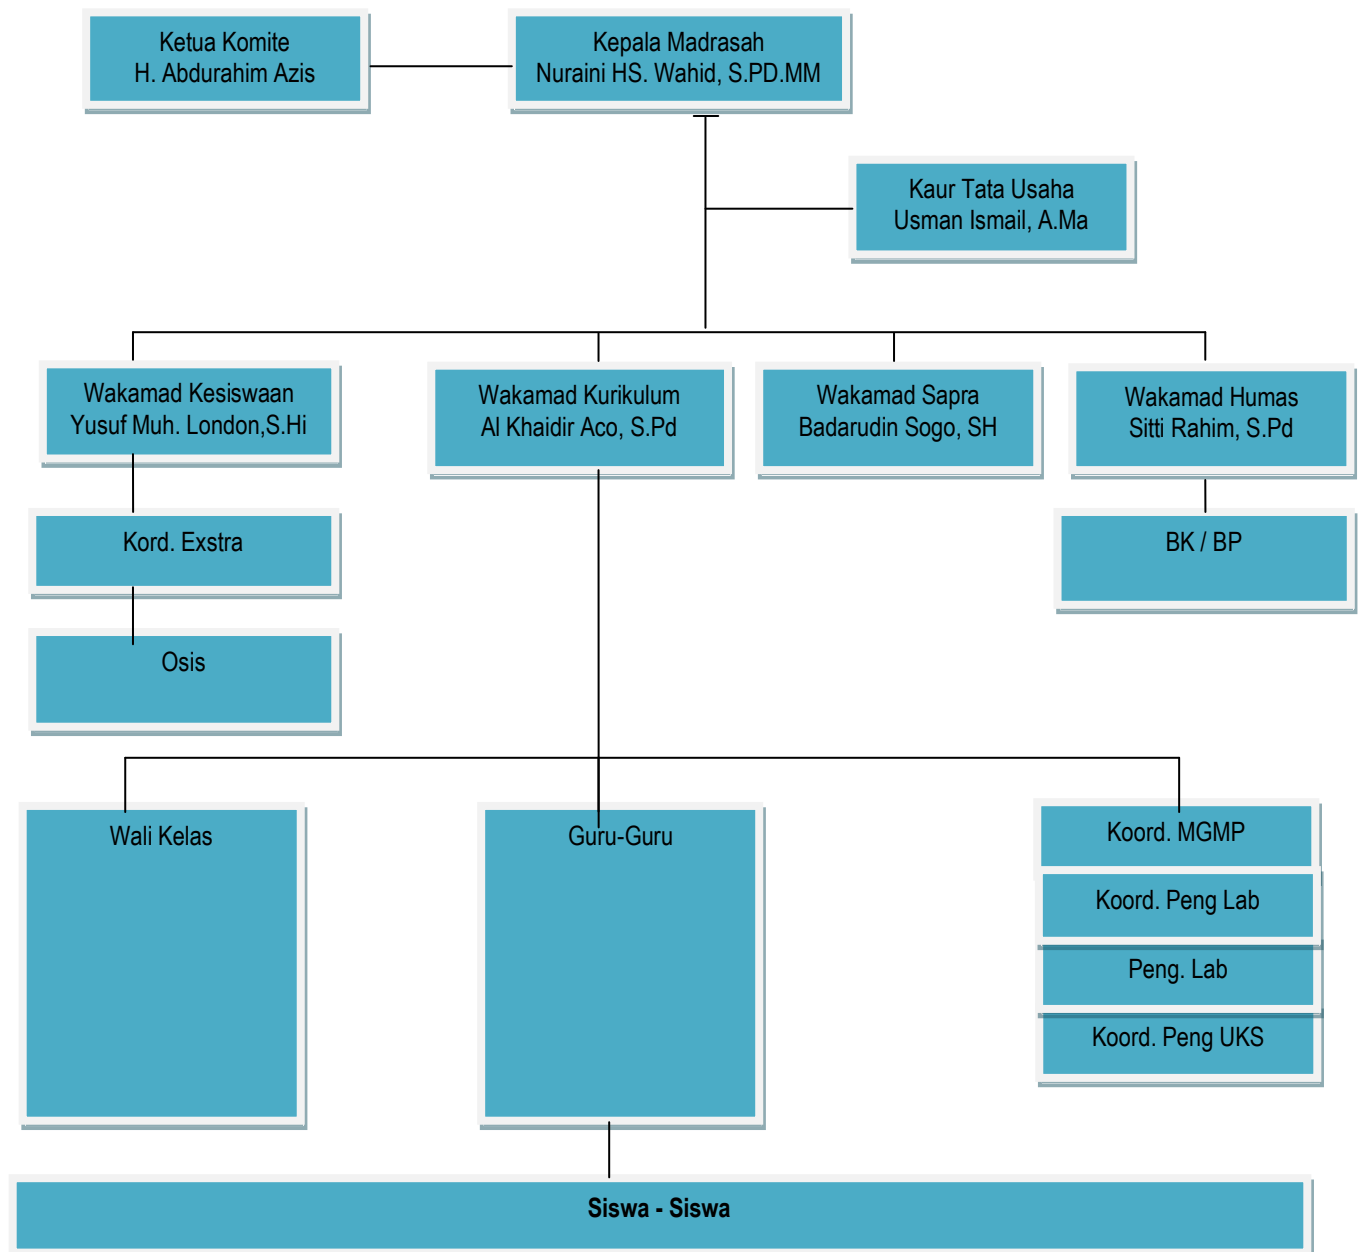 Ketua Komite
H. Abdurahim Azis
Kepala Madrasah
Nuraini HS. Wahid, S.PD.MM
Kaur Tata Usaha
Usman Ismail, A.Ma
Wakamad Kesiswaan
Yusuf Muh. London,S.Hi
Wakamad Kurikulum
Al Khaidir Aco, S.Pd
Wakamad Sapra
Badarudin Sogo, SH
Wakamad Humas
Sitti Rahim, S.Pd
Kord. Exstra
BK / BP
Osis
Wali Kelas
Guru-Guru
Koord. MGMP
Koord. Peng Lab
Peng. Lab
Koord. Peng UKS
Siswa - Siswa